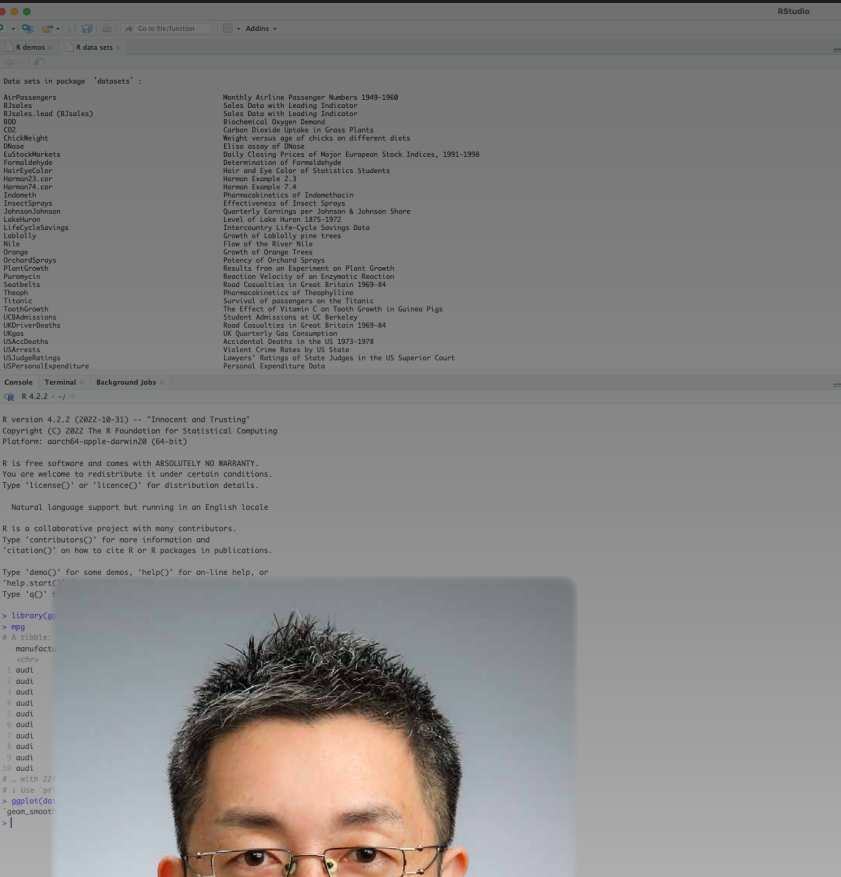 RStudio
Go to file/function Addins
R demos R data sets
Data sets in package 'datasets':
AirPassengers Monthly Airline Passenger Numbers 1949-1960
BJsales Sales Data with Leading Indicator
BJsales.lead (BJsales) Sales Data with Leading Indicator
BOD Biochemical Oxygen Demand
CO2 Carbon Dioxide Uptake in Grass Plants
ChickWeight Weight versus age of chicks on different diets
DNase Elisa assay of DNase
EuStockMarkets Daily Closing Prices of Major European Stock Indices, 1991-1998
Formaldehyde Determination of Formaldehyde
HairEyeColor Hair and Eye Color of Statistics Students
Harman23.cor Harman Example 2.3
Harman74.cor Harman Example 7.4
Indometh Pharmacokinetics of Indomethacin
InsectSprays Effectiveness of Insect Sprays
JohnsonJohnson Quarterly Earnings per Johnson & Johnson Share
LakeHuron Level of Lake Huron 1875-1972
LifeCycleSavings Intercountry Life-Cycle Savings Data
Loblolly Growth of Loblolly pine trees
Nile Flow of the River Nile
Orange Growth of Orange Trees
OrchardSprays Potency of Orchard Sprays
PlantGrowth Results from an Experiment on Plant Growth
Puromycin Reaction Velocity of an Enzymatic Reaction
Seatbelts Road Casualties in Great Britain 1969-84
Theoph Pharmacokinetics of Theophylline
Titanic Survival of passengers on the Titanic
ToothGrowth The Effect of Vitamin C on Tooth Growth in Guinea Pigs
UCBAdmissions Student Admissions at UC Berkeley
UKDriverDeaths Road Casualties in Great Britain 1969-84
UKgas UK Quarterly Gas Consumption
USAccDeaths Accidental Deaths in the US 1973-1978
USArrests Violent Crime Rates by US State
USJudgeRatings Lawyers' Ratings of State Judges in the US Superior Court
USPersonalExpenditure Personal Expenditure Data
Console Terminal Background Jobs
R 4.2.2 · ~/
R version 4.2.2 (2022-10-31) -- "Innocent and Trusting"
Copyright (C) 2022 The R Foundation for Statistical Computing
Platform: aarch64-apple-darwin20 (64-bit)
R is free software and comes with ABSOLUTELY NO WARRANTY.
You are welcome to redistribute it under certain conditions.
Type 'license()' or 'licence()' for distribution details.
Natural language support but running in an English locale
R is a collaborative project with many contributors.
Type 'contributors()' for more information and
'citation()' on how to cite R or R packages in publications.
Type 'demo()' for some demos, 'help()' for on-line help, or
'help.start(
Type 'q()'
> library(
> mpg
# A tibble:
<chr>
1 audi
2 audi
3 audi
4 audi
5 audi
6 audi
7 audi
8 audi
9 audi
10 audi
# … with 22
# ℹ Use `pr
> ggplot(da
`geom_smoot
>